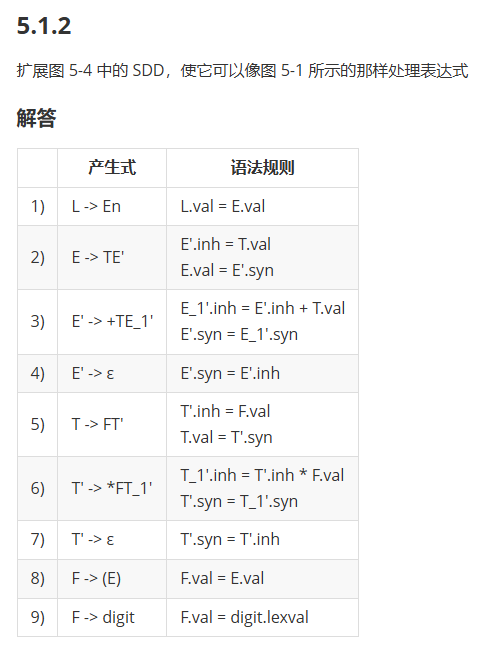 5.1.2
扩展图 5-4 中的 SDD，使它可以像图 5-1 所示的那样处理表达式
解答
产生式 语法规则
1) L -> En L.val = E.val
2) E -> TE' E'.inh = T.val
E.val = E'.syn
3) E' -> +TE_1' E_1'.inh = E'.inh + T.val
E'.syn = E_1'.syn
4) E' -> ε E'.syn = E'.inh
5) T -> FT' T'.inh = F.val
T.val = T'.syn
6) T' -> *FT_1' T_1'.inh = T'.inh * F.val
T'.syn = T_1'.syn
7) T' -> ε T'.syn = T'.inh
8) F -> (E) F.val = E.val
9) F -> digit F.val = digit.lexval